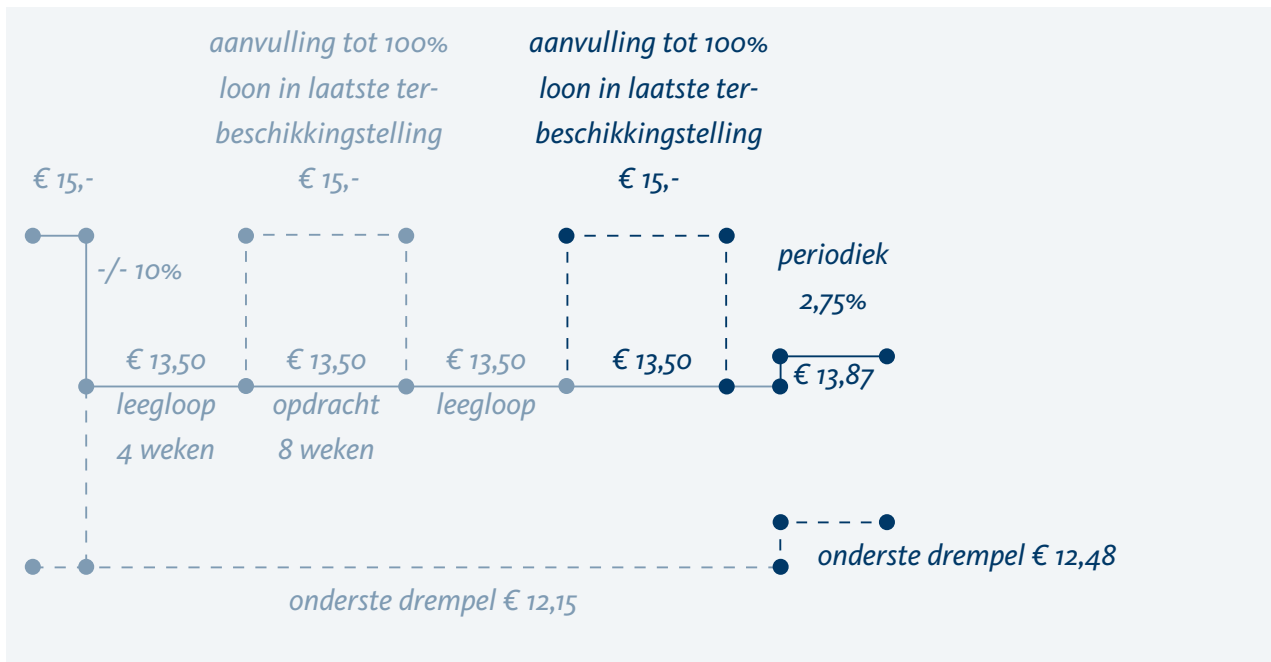 aanvulling tot 100%
loon in laatste ter-
beschikkingstelling
€ 15,-
aanvulling tot 100%
loon in laatste ter-
beschikkingstelling
€ 15,-
€ 15,-
-/- 10%
periodiek
2,75%
€ 13,50
leegloop
4 weken
€ 13,50
opdracht
8 weken
€ 13,50
leegloop
€ 13,50
€ 13,87
onderste drempel € 12,48
onderste drempel € 12,15